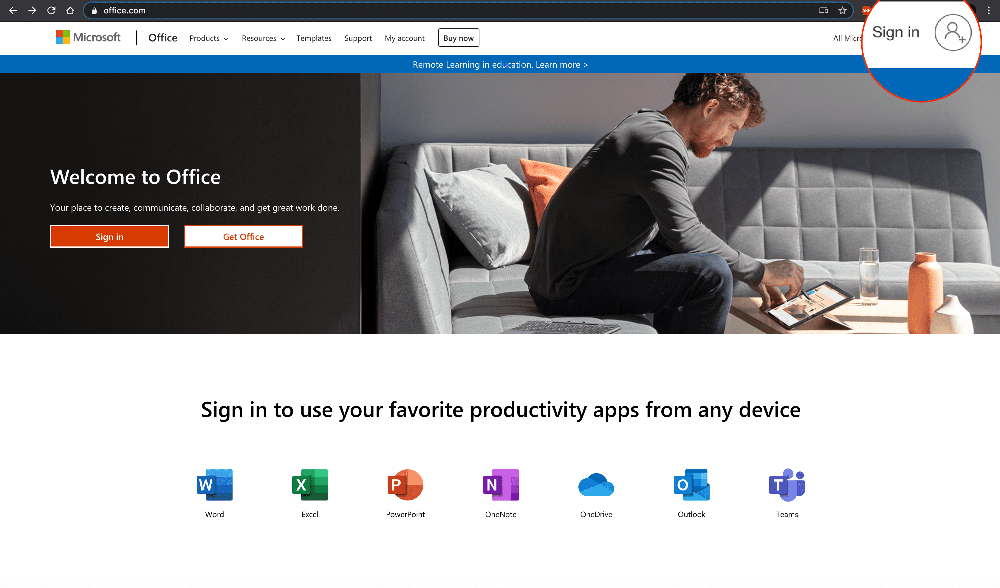 office.com
ABP
Microsoft
Office
Products
Resources
Templates
Support
My account
Buy now
All Micro
Sign in
Remote Learning in education. Learn more >
Welcome to Office
Your place to create, communicate, collaborate, and get great work done.
Sign in
Get Office
Sign in to use your favorite productivity apps from any device
W
X
P
N
O
T
Word
Excel
PowerPoint
OneNote
OneDrive
Outlook
Teams